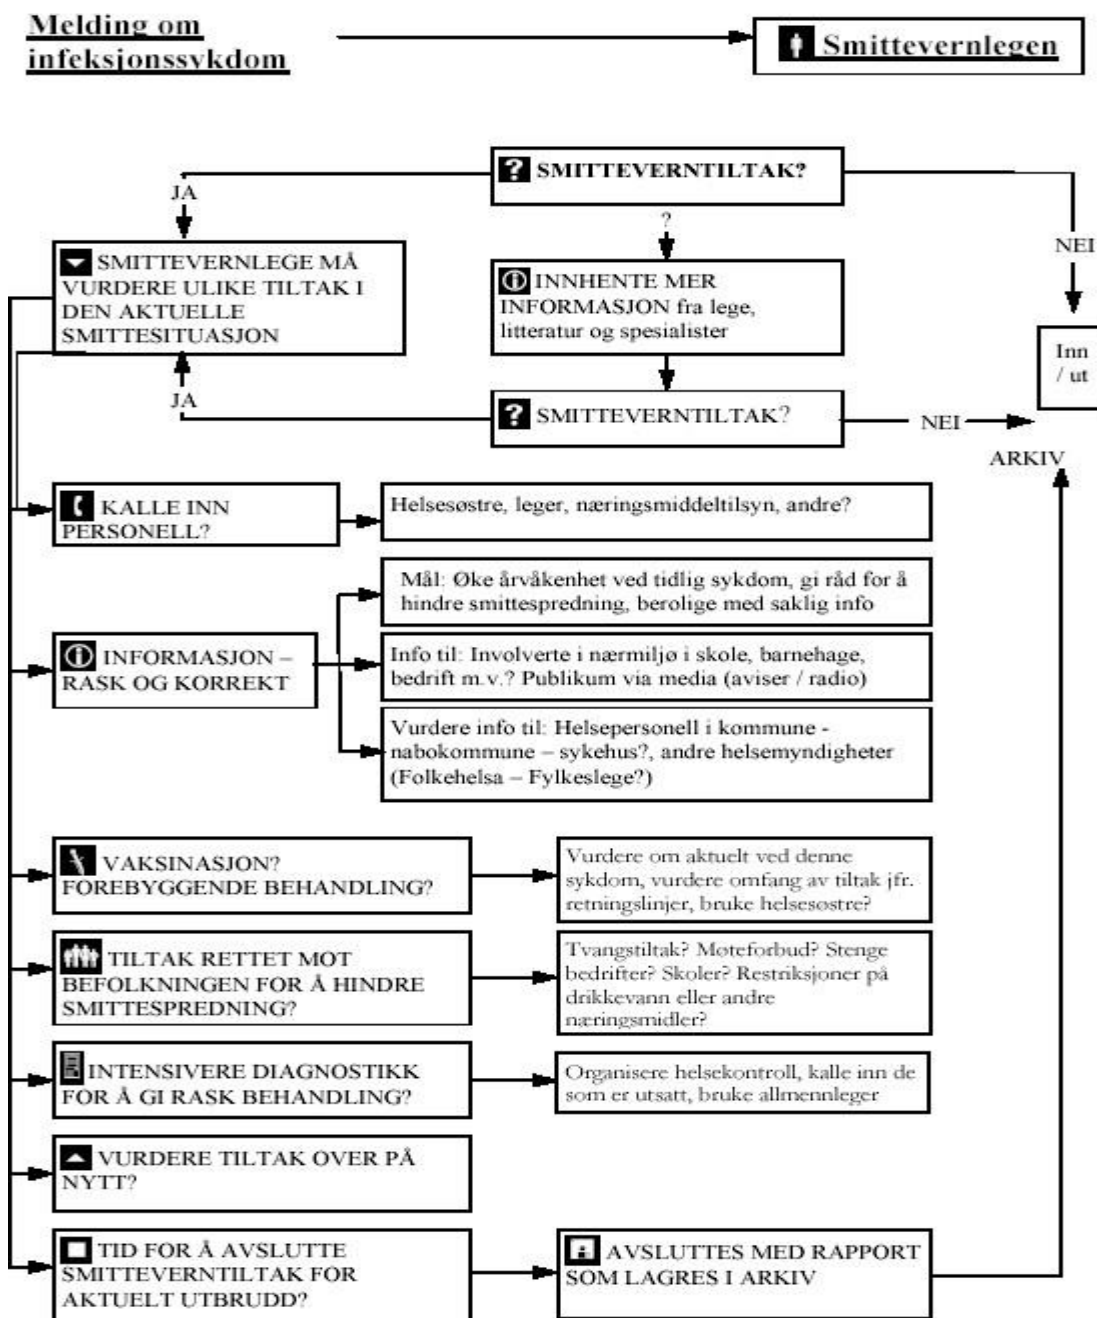 Melding om
infeksjonssykdom
Smittevernlegen
? SMITTEVERNTILTAK?
JA
?
NEI
SMITTEVERNLEGE MÅ
VURDERE ULIKE TILTAK I
DEN AKTUELLE
SMITTESITUASJON
INNHENTE MER
INFORMASJON fra lege,
litteratur og spesialister
Inn
/ ut
JA
? SMITTEVERNTILTAK?
NEI
ARKIV
KALLE INN
PERSONELL?
Helsesøstre, leger, næringsmiddeltilsyn, andre?
Mål: Øke årvåkenhet ved tidlig sykdom, gi råd for å
hindre smittespredning, berolige med saklig info
INFORMASJON –
RASK OG KORREKT
Info til: Involverte i nærmiljø i skole, barnehage,
bedrift m.v.? Publikum via media (aviser / radio)
Vurdere info til: Helsepersonell i kommune -
nabokommune – sykehus?, andre helsemyndigheter
(Folkehelsa – Fylkeslege?)
VAKSINASJON?
FOREBYGGENDE BEHANDLING?
Vurdere om aktuelt ved denne
sykdom, vurdere omfang av tiltak jfr.
retningslinjer, bruke helsesøstre?
TILTAK RETTET MOT
BEFOLKNINGEN FOR Å HINDRE
SMITTESPREDNING?
Tvangstiltak? Møteforbud? Stenge
bedrifter? Skoler? Restriksjoner på
drikkevann eller andre
næringsmidler?
INTENSIVERE DIAGNOSTIKK
FOR Å GI RASK BEHANDLING?
Organisere helsekontroll, kalle inn de
som er utsatt, bruke allmennleger
VURDERE TILTAK OVER PÅ
NYTT?
TID FOR Å AVSLUTTE
SMITTEVERNTILTAK FOR
AKTUELT UTBRUDD?
AVSLUTTES MED RAPPORT
SOM LAGRES I ARKIV